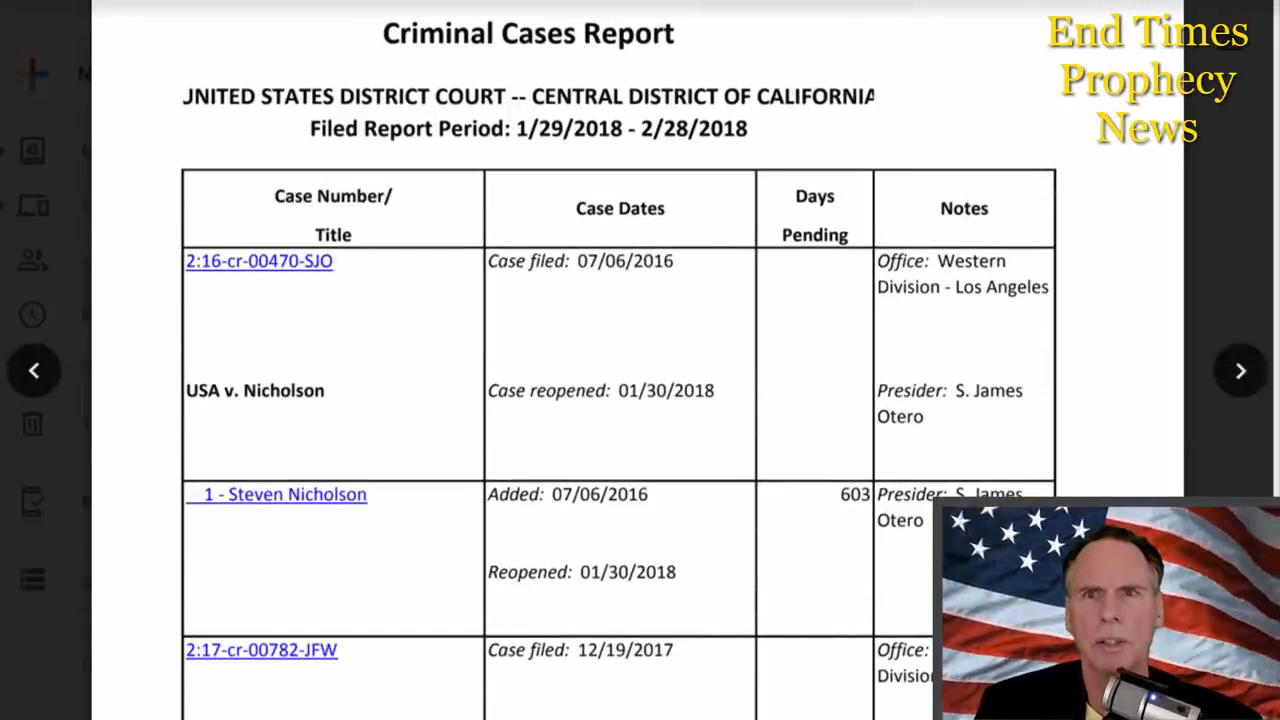 Criminal Cases Report
End Times
Prophecy
News
UNITED STATES DISTRICT COURT -- CENTRAL DISTRICT OF CALIFORNIA
Filed Report Period: 1/29/2018 - 2/28/2018
Case Number/
Title
Case Dates
Days
Pending
Notes
2:16-cr-00470-SJO
Case filed: 07/06/2016
Office: Western
Division - Los Angeles
USA v. Nicholson
Case reopened: 01/30/2018
Presider: S. James
Otero
1 - Steven Nicholson
Added: 07/06/2016
603
Presider: S. James
Otero
Reopened: 01/30/2018
2:17-cr-00782-JFW
Case filed: 12/19/2017
Office: